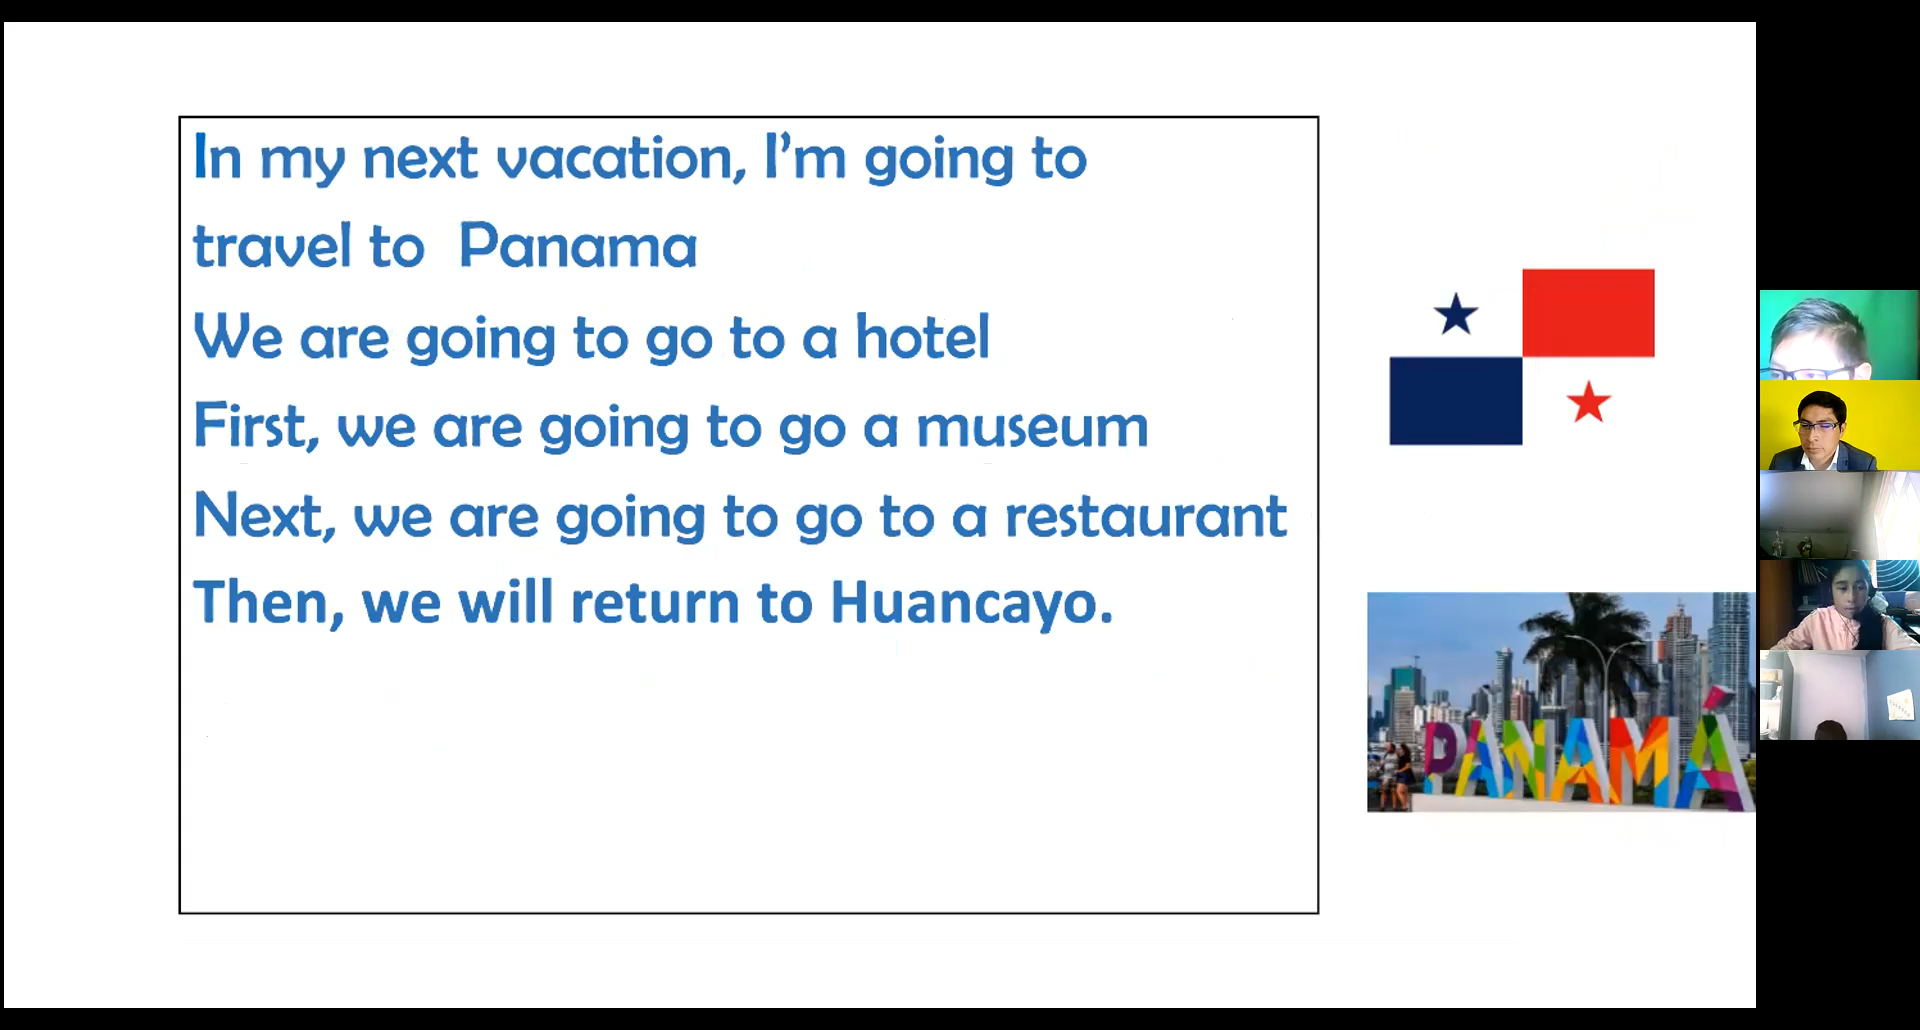 In my next vacation, I'm going to
travel to Panama
We are going to go to a hotel
First, we are going to go a museum
Next, we are going to go to a restaurant
Then, we will return to Huancayo.
PANAMÁ